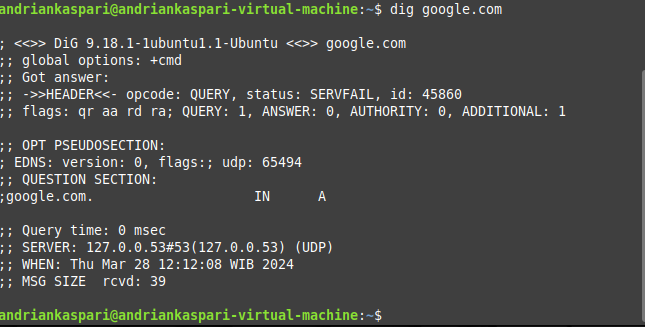 andriankaspari@andriankaspari-virtual-machine:~$ dig google.com

; <<>> DiG 9.18.1-1ubuntu1.1-Ubuntu <<>> google.com
;; global options: +cmd
;; Got answer:
;; ->>HEADER<<- opcode: QUERY, status: SERVFAIL, id: 45860
;; flags: qr aa rd ra; QUERY: 1, ANSWER: 0, AUTHORITY: 0, ADDITIONAL: 1

;; OPT PSEUDOSECTION:
; EDNS: version: 0, flags:; udp: 65494
;; QUESTION SECTION:
;google.com.			IN	A

;; Query time: 0 msec
;; SERVER: 127.0.0.53#53(127.0.0.53) (UDP)
;; WHEN: Thu Mar 28 12:12:08 WIB 2024
;; MSG SIZE  rcvd: 39

andriankaspari@andriankaspari-virtual-machine:~$